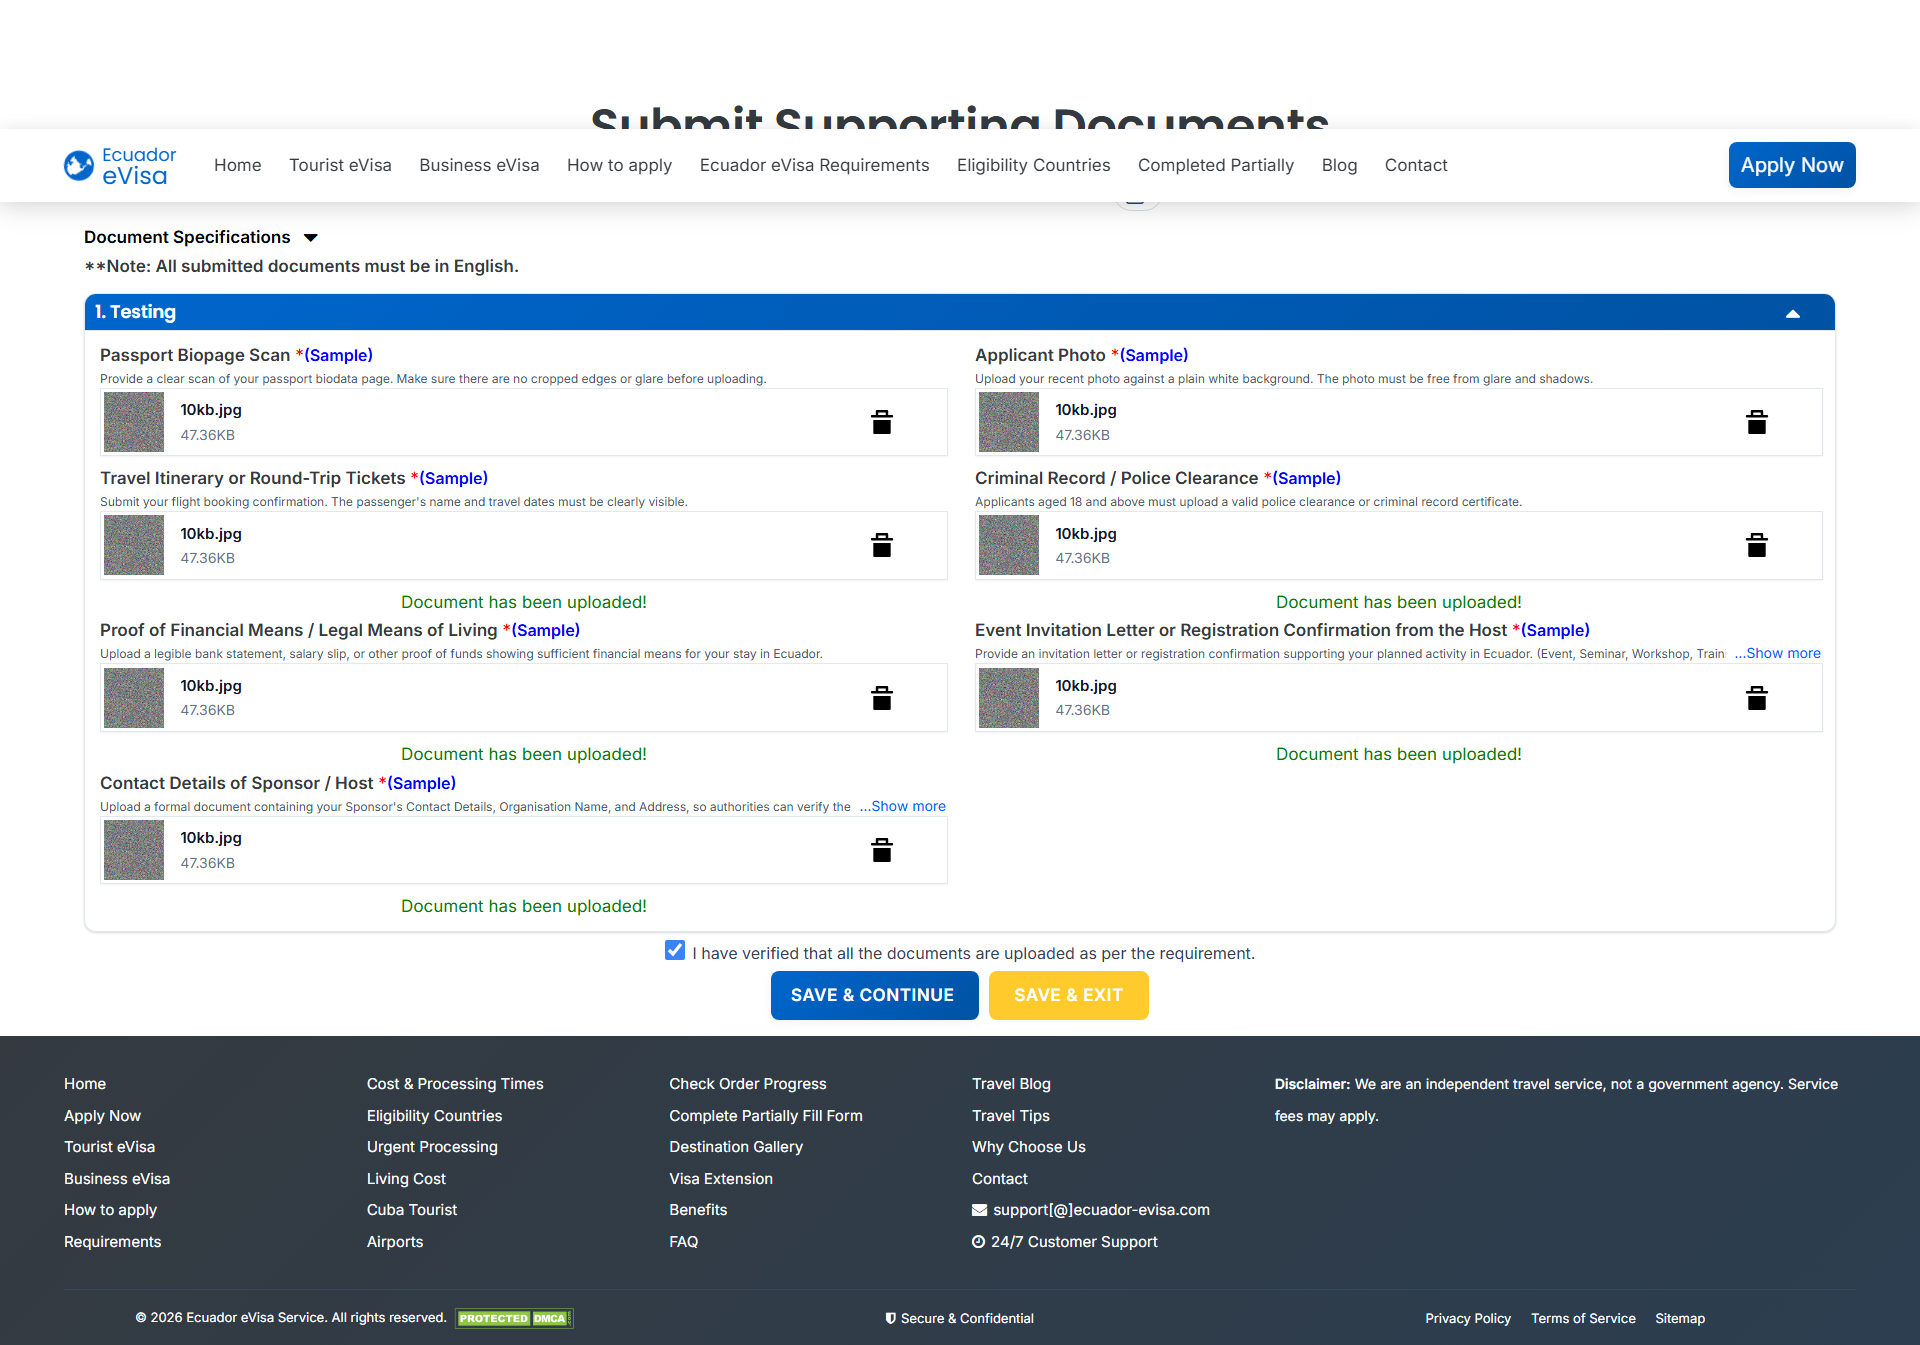 Submit Supporting Documents
Ecuador eVisa
Home
Tourist eVisa
Business eVisa
How to apply
Ecuador eVisa Requirements
Eligibility Countries
Completed Partially
Blog
Contact
Apply Now
Document Specifications
**Note: All submitted documents must be in English.
1. Testing
Passport Biopage Scan *(Sample)
Provide a clear scan of your passport biodata page. Make sure there are no cropped edges or glare before uploading.
10kb.jpg
47.36KB
Applicant Photo *(Sample)
Upload your recent photo against a plain white background. The photo must be free from glare and shadows.
10kb.jpg
47.36KB
Travel Itinerary or Round-Trip Tickets *(Sample)
Submit your flight booking confirmation. The passenger's name and travel dates must be clearly visible.
10kb.jpg
47.36KB
Document has been uploaded!
Criminal Record / Police Clearance *(Sample)
Applicants aged 18 and above must upload a valid police clearance or criminal record certificate.
10kb.jpg
47.36KB
Document has been uploaded!
Proof of Financial Means / Legal Means of Living *(Sample)
Upload a legible bank statement, salary slip, or other proof of funds showing sufficient financial means for your stay in Ecuador.
10kb.jpg
47.36KB
Document has been uploaded!
Event Invitation Letter or Registration Confirmation from the Host *(Sample)
Provide an invitation letter or registration confirmation supporting your planned activity in Ecuador. (Event, Seminar, Workshop, Traini ...Show more
10kb.jpg
47.36KB
Document has been uploaded!
Contact Details of Sponsor / Host *(Sample)
Upload a formal document containing your Sponsor's Contact Details, Organisation Name, and Address, so authorities can verify the ...Show more
10kb.jpg
47.36KB
Document has been uploaded!
I have verified that all the documents are uploaded as per the requirement.
SAVE & CONTINUE
SAVE & EXIT
Home
Apply Now
Tourist eVisa
Business eVisa
How to apply
Requirements
Cost & Processing Times
Eligibility Countries
Urgent Processing
Living Cost
Cuba Tourist
Airports
Check Order Progress
Complete Partially Fill Form
Destination Gallery
Visa Extension
Benefits
FAQ
Travel Blog
Travel Tips
Why Choose Us
Contact
support[@]ecuador-evisa.com
24/7 Customer Support
Disclaimer: We are an independent travel service, not a government agency. Service
fees may apply.
© 2026 Ecuador eVisa Service. All rights reserved.
PROTECTED DMCA
Secure & Confidential
Privacy Policy
Terms of Service
Sitemap